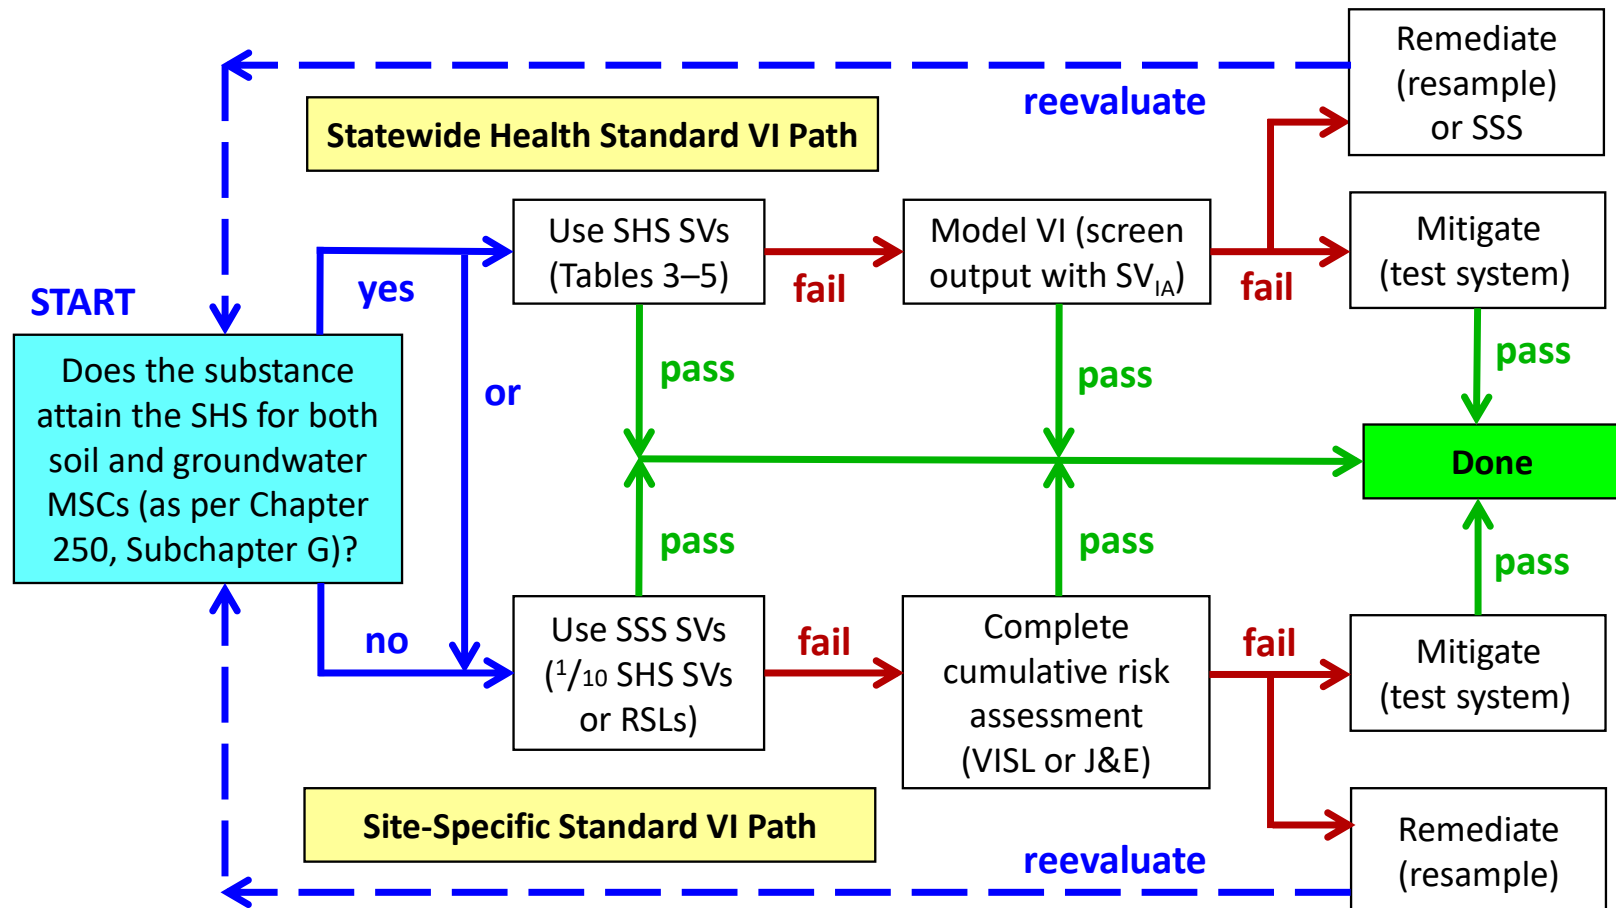 Remediate
(resample)
or SSS
reevaluate
Statewide Health Standard VI Path
Use SHS SVs
(Tables 3–5)
fail
Model VI (screen
output with SVIA)
fail
Mitigate
(test system)
START
yes
or
pass
pass
pass
Does the substance
attain the SHS for both
soil and groundwater
MSCs (as per Chapter
250, Subchapter G)?
Done
pass
pass
pass
no
Use SSS SVs
(1/10 SHS SVs
or RSLs)
fail
Complete
cumulative risk
assessment
(VISL or J&E)
fail
Mitigate
(test system)
Site-Specific Standard VI Path
reevaluate
Remediate
(resample)